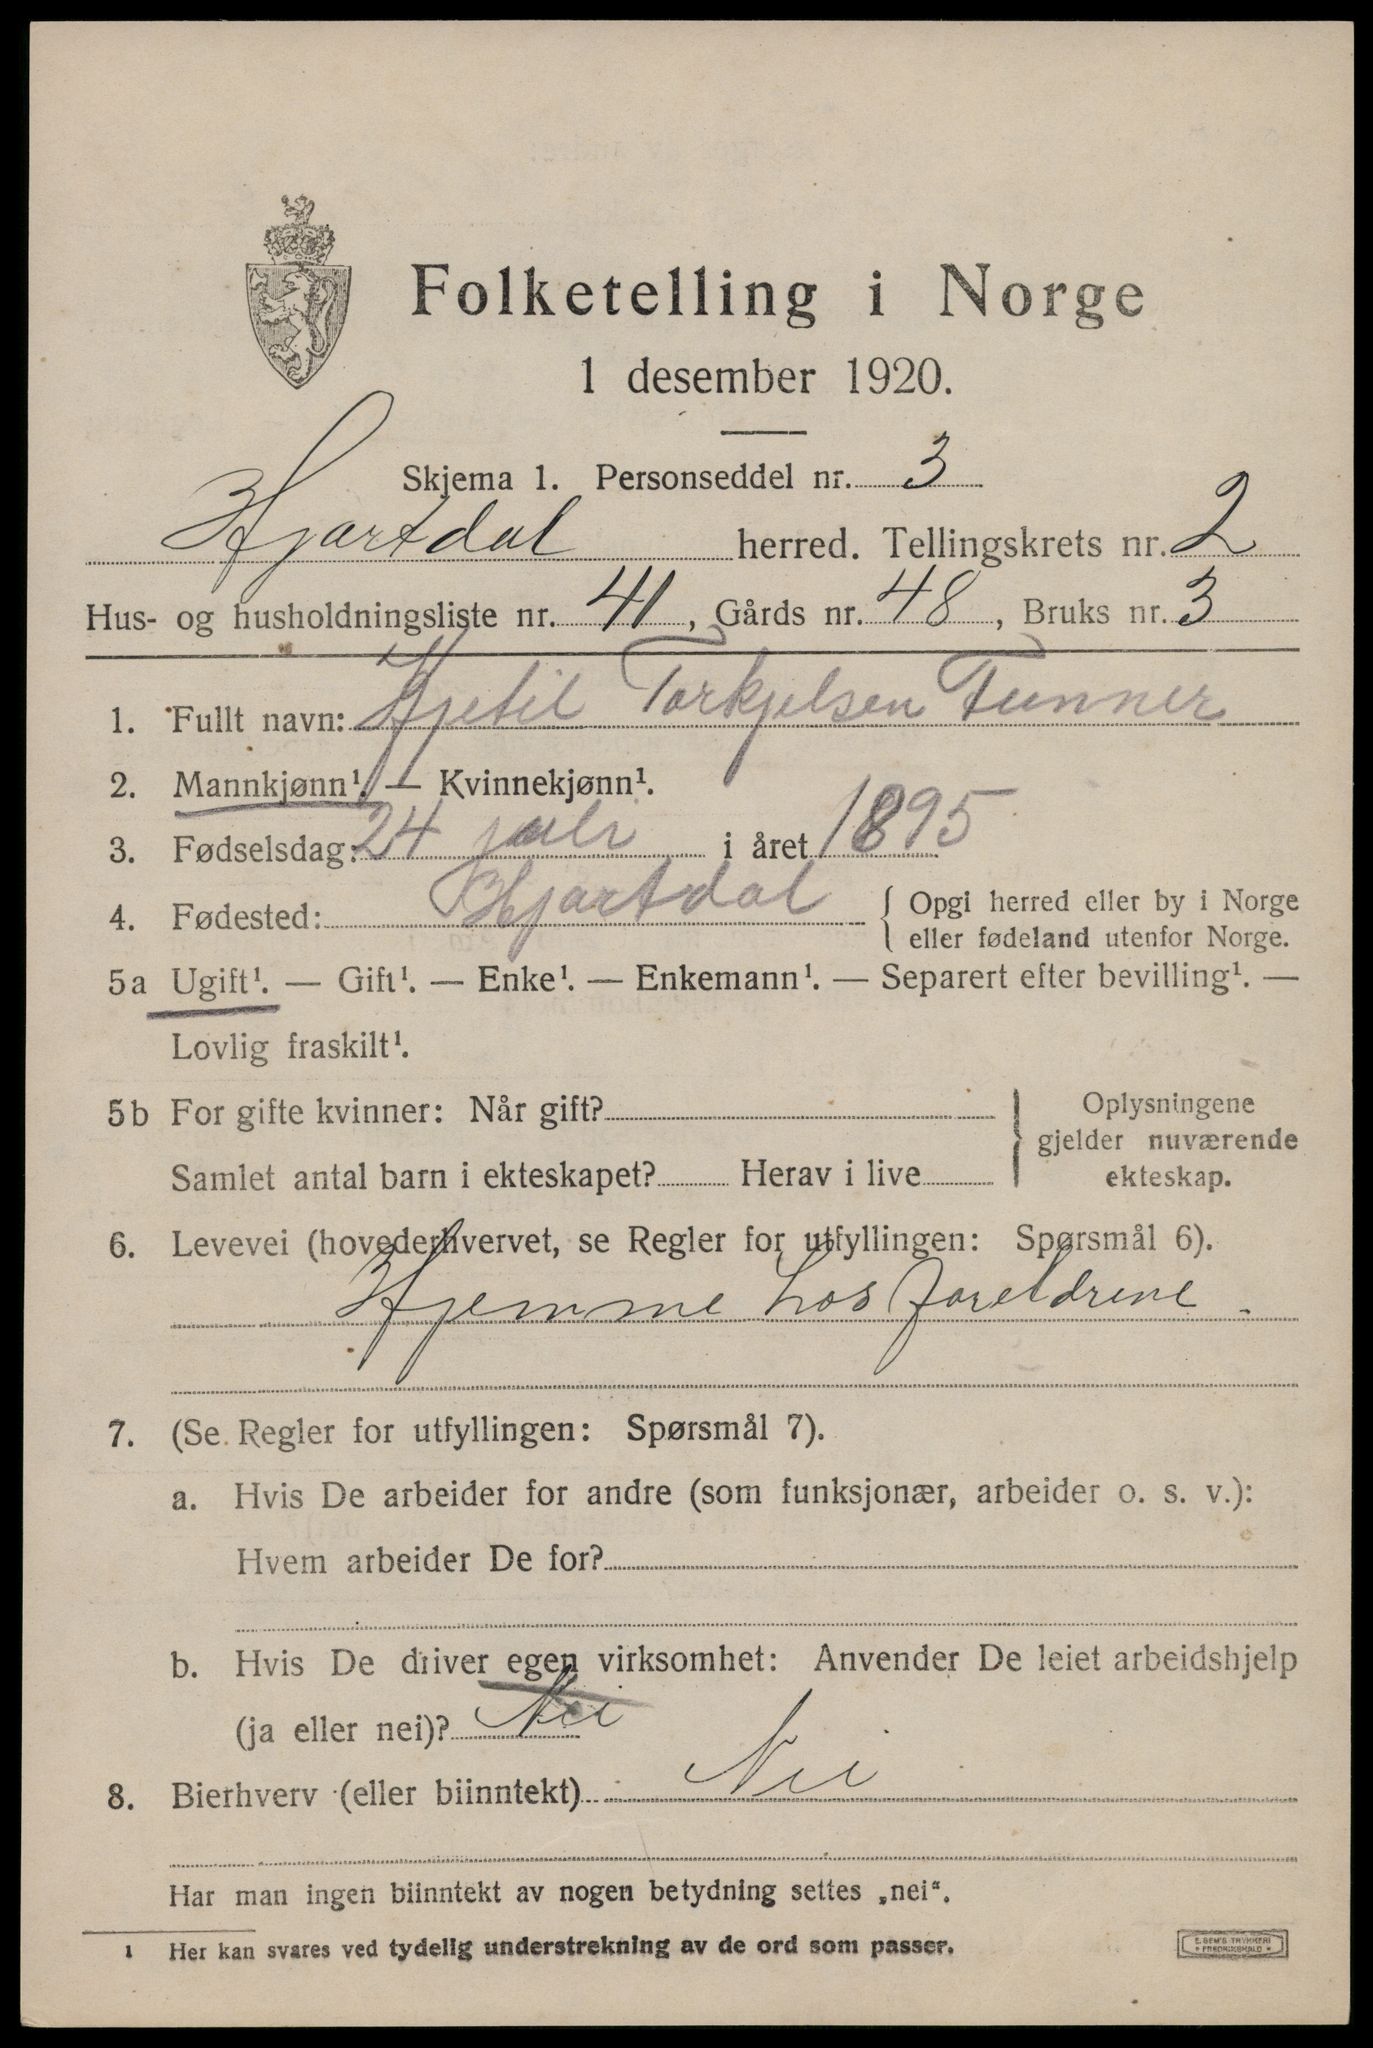 Folketelling i Norge
1 desember 1920.
Skjema 1. Personseddel nr. 3
Hjartdal herred. Tellingskrets nr. 2
Hus- og husholdningsliste nr. 41, Gårds nr. 48, Bruks nr. 3
1. Fullt navn: Kjetil Torkjelsen Funner
2. Mannkjønn¹. — Kvinnekjønn¹.
3. Fødselsdag: 24 juli i året 1895
4. Fødested: Hjartdal { Opgi herred eller by i Norge
eller fødeland utenfor Norge.
5a Ugift¹. — Gift¹. — Enke¹. — Enkemann¹. — Separert efter bevilling¹. —
Lovlig fraskilt¹.
5b For gifte kvinner: Når gift?
Samlet antal barn i ekteskapet? Herav i live
} Oplysningene
gjelder nuværende
ekteskap.
6. Levevei (hovederhvervet, se Regler for utfyllingen: Spørsmål 6).
Hjemme hos foreldrene.
7. (Se Regler for utfyllingen: Spørsmål 7).
a. Hvis De arbeider for andre (som funksjonær, arbeider o. s. v.):
Hvem arbeider De for?
b. Hvis De driver egen virksomhet: Anvender De leiet arbeidshjelp
(ja eller nei)? Nei
8. Bierhverv (eller biinntekt) Nei
Har man ingen biinntekt av nogen betydning settes „nei“.
1 Her kan svares ved tydelig understrekning av de ord som passer.
E. SEM'S TRYKKERI
FREDRIKSHALD